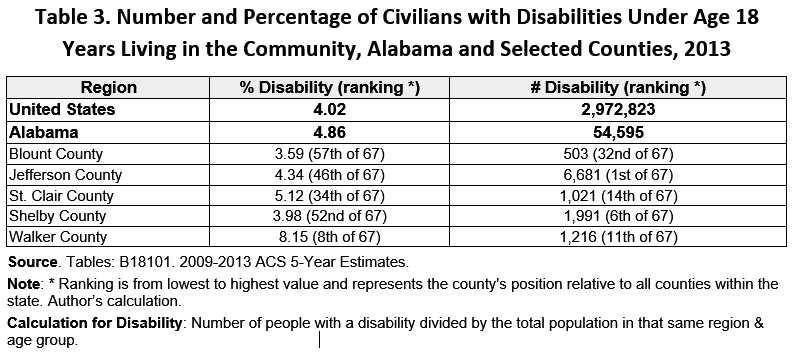 Table 3. Number and Percentage of Civilians with Disabilities Under Age 18
Years Living in the Community, Alabama and Selected Counties, 2013
Region % Disability (ranking *) # Disability (ranking *)
United States 4.02 2,972,823
Alabama 4.86 54,595
Blount County 3.59 (57th of 67) 503 (32nd of 67)
Jefferson County 4.34 (46th of 67) 6,681 (1st of 67)
St. Clair County 5.12 (34th of 67) 1,021 (14th of 67)
Shelby County 3.98 (52nd of 67) 1,991 (6th of 67)
Walker County 8.15 (8th of 67) 1,216 (11th of 67)
Source. Tables: B18101. 2009-2013 ACS 5-Year Estimates.
Note: * Ranking is from lowest to highest value and represents the county's position relative to all counties within the
state. Author's calculation.
Calculation for Disability: Number of people with a disability divided by the total population in that same region &
age group.